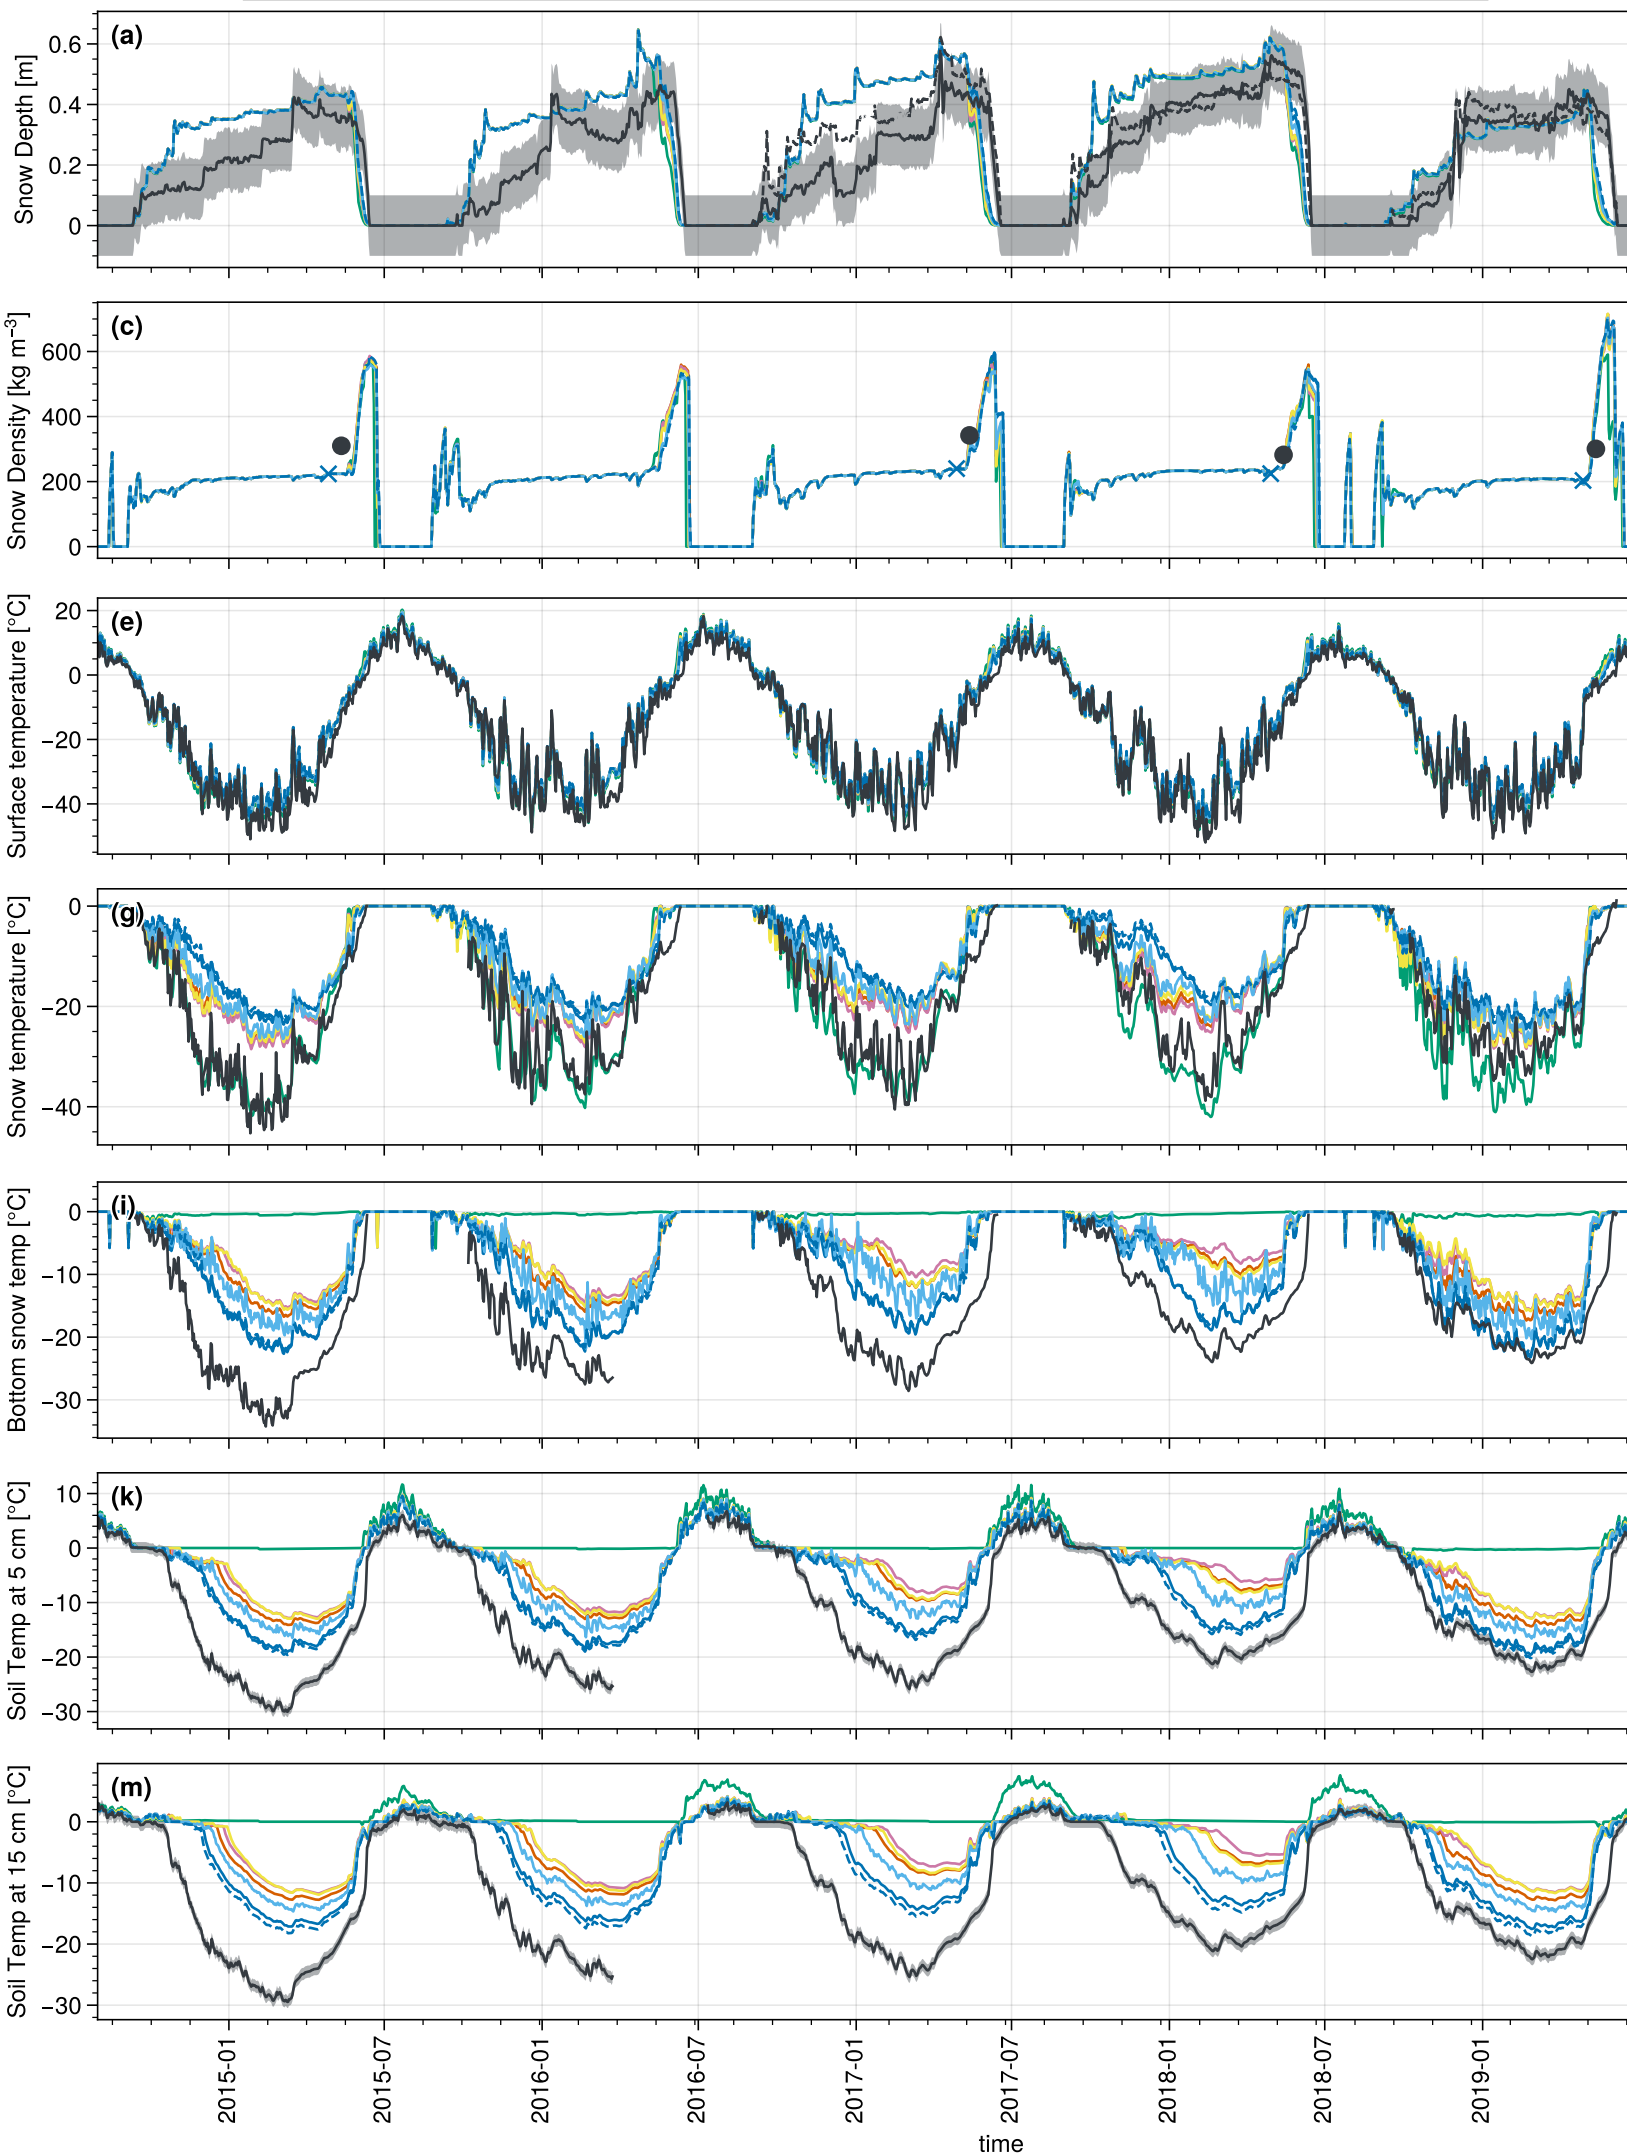 (a)
Snow Depth [m]
0.6
0.4
0.2
0
(c)
Snow Density [kg m⁻³]
600
400
200
0
(e)
Surface temperature [°C]
20
0
−20
−40
(g)
Snow temperature [°C]
0
−20
−40
(i)
Bottom snow temp [°C]
0
−10
−20
−30
(k)
Soil Temp at 5 cm [°C]
10
0
−10
−20
−30
(m)
Soil Temp at 15 cm [°C]
0
−10
−20
−30
2015-01
2015-07
2016-01
2016-07
2017-01
2017-07
2018-01
2018-07
2019-01
time